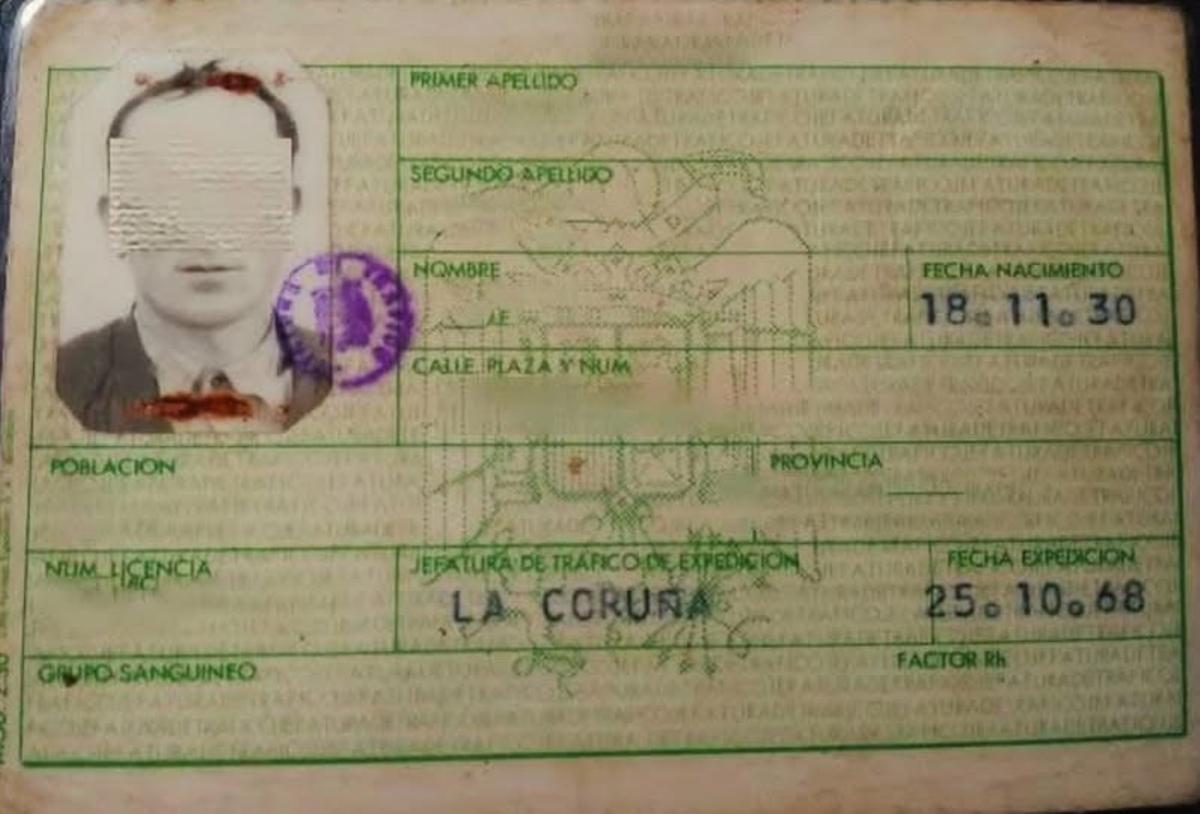 PRIMER APELLIDO
SEGUNDO APELLIDO
NOMBRE
FECHA NACIMIENTO
18. 11. 30
CALLE, PLAZA Y NUM
POBLACION
PROVINCIA
NUM. LICENCIA
JEFATURA DE TRAFICO DE EXPEDICION
LA CORUÑA
FECHA EXPEDICION
25. 10. 68
GRUPO SANGUINEO
FACTOR Rh